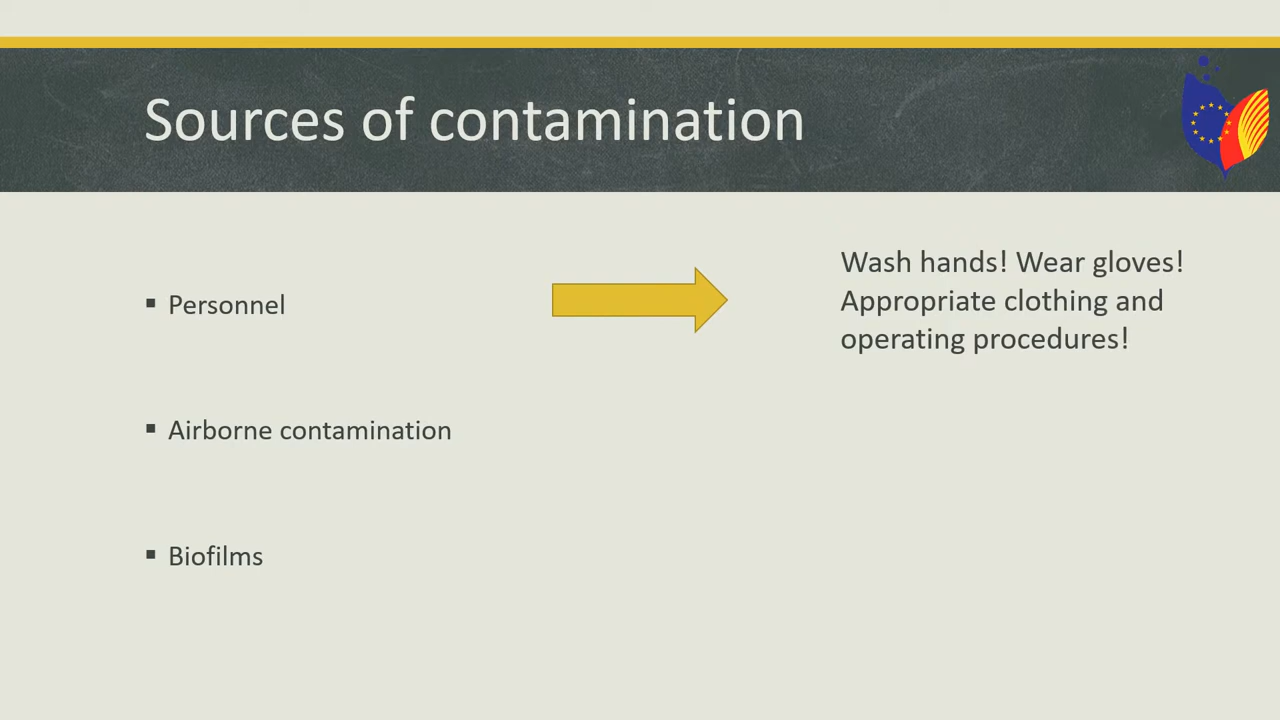 Sources of contamination
▪ Personnel
Wash hands! Wear gloves!
Appropriate clothing and
operating procedures!
▪ Airborne contamination
▪ Biofilms